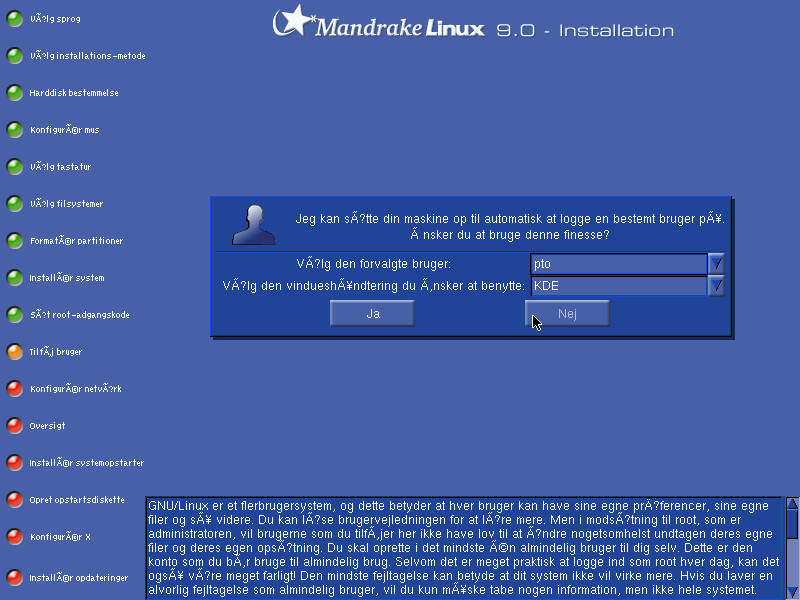 Mandrake Linux 9.0 - Installation
VÃ?lg sprog
VÃ?lg installations-metode
Harddisk bestemmelse
KonfigurÃ©r mus
VÃ?lg tastatur
VÃ?lg filsystemer
FormatÃ©r partitioner
InstallÃ©r system
SÃ?t root-adgangskode
TilfÃ¸j bruger
KonfigurÃ©r netvÃ?rk
Oversigt
InstallÃ©r systemopstarter
Opret opstartsdiskette
KonfigurÃ©r X
InstallÃ©r opdateringer
Jeg kan sÃ?tte din maskine op til automatisk at logge en bestemt bruger pÃ¥.
Ã nsker du at bruge denne finesse?
VÃ?lg den forvalgte bruger:
pto
VÃ?lg den vindueshÃ¥ndtering du Ã¸nsker at benytte:
KDE
Ja
Nej
GNU/Linux er et flerbrugersystem, og dette betyder at hver bruger kan have sine egne prÃ?ferencer, sine egne
filer og sÃ¥ videre. Du kan lÃ?se brugervejledningen for at lÃ?re mere. Men i modsÃ?tning til root, som er
administratoren, vil brugerne som du tilfÃ¸jer her ikke have lov til at Ã?ndre nogetsomhelst undtagen deres egne
filer og deres egen opsÃ?tning. Du skal oprette i det mindste Ã©n almindelig bruger til dig selv. Dette er den
konto som du bÃ¸r bruge til almindelig brug. Selvom det er meget praktisk at logge ind som root hver dag, kan det
ogsÃ¥ vÃ?re meget farligt! Den mindste fejltagelse kan betyde at dit system ikke vil virke mere. Hvis du laver en
alvorlig fejltagelse som almindelig bruger, vil du kun mÃ¥ske tabe nogen information, men ikke hele systemet.